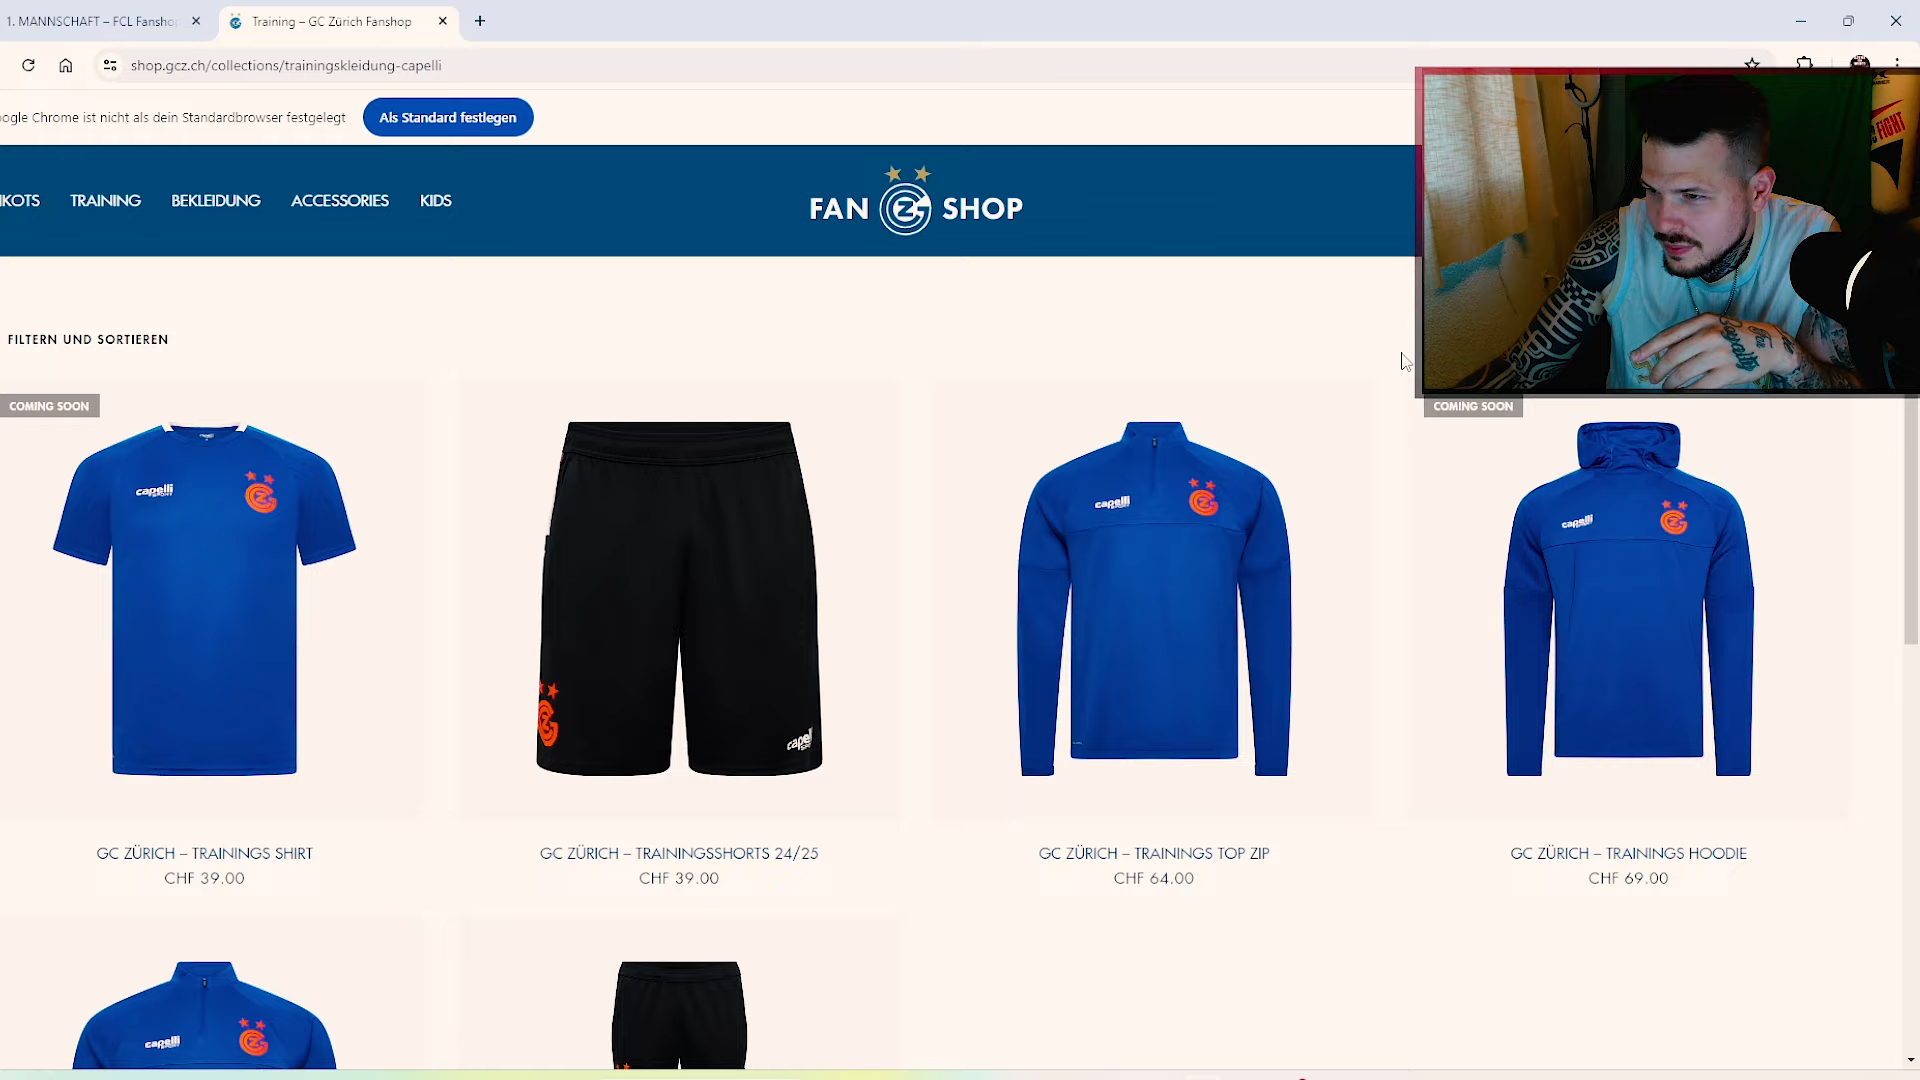 1. MANNSCHAFT – FCL Fansho
Training – GC Zürich Fanshop
shop.gcz.ch/collections/trainingskleidung-capelli
ogle Chrome ist nicht als dein Standardbrowser festgelegt
Als Standard festlegen
IKOTS
TRAINING
BEKLEIDUNG
ACCESSORIES
KIDS
FAN SHOP
FIGHT
FILTERN UND SORTIEREN
COMING SOON
COMING SOON
capelli
SPORT
capelli
capelli
capelli
GC ZÜRICH – TRAININGS SHIRT
CHF 39.00
GC ZÜRICH – TRAININGSSHORTS 24/25
CHF 39.00
GC ZÜRICH – TRAININGS TOP ZIP
CHF 64.00
GC ZÜRICH – TRAININGS HOODIE
CHF 69.00
capelli